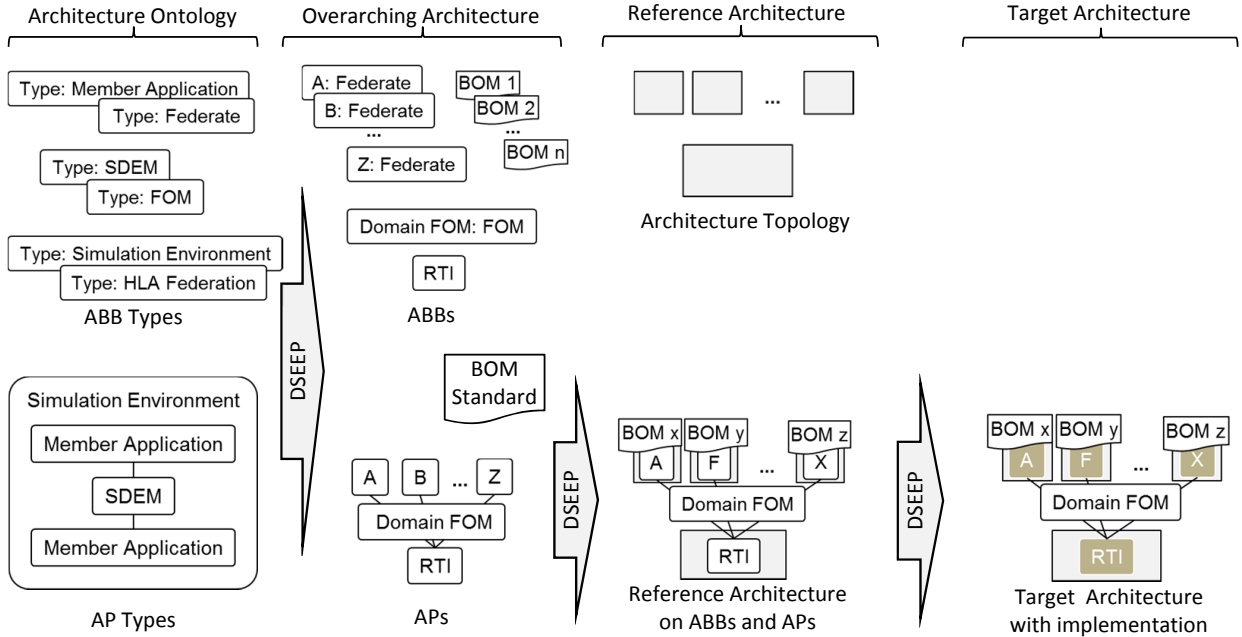 Architecture Ontology
Overarching Architecture
Reference Architecture
Target Architecture
Type: Member Application
Type: Federate
Type: SDEM
Type: FOM
Type: Simulation Environment
Type: HLA Federation
ABB Types
Simulation Environment
Member Application
SDEM
Member Application
AP Types
DSEEP
A: Federate
B: Federate
...
Z: Federate
BOM 1
BOM 2
...
BOM n
Domain FOM: FOM
RTI
ABBs
BOM
Standard
A
B
...
Z
Domain FOM
RTI
APs
DSEEP
...
Architecture Topology
BOM x
BOM y
BOM z
A
F
...
X
Domain FOM
RTI
Reference Architecture
on ABBs and APs
DSEEP
BOM x
BOM y
BOM z
A
F
...
X
Domain FOM
RTI
Target Architecture
with implementation